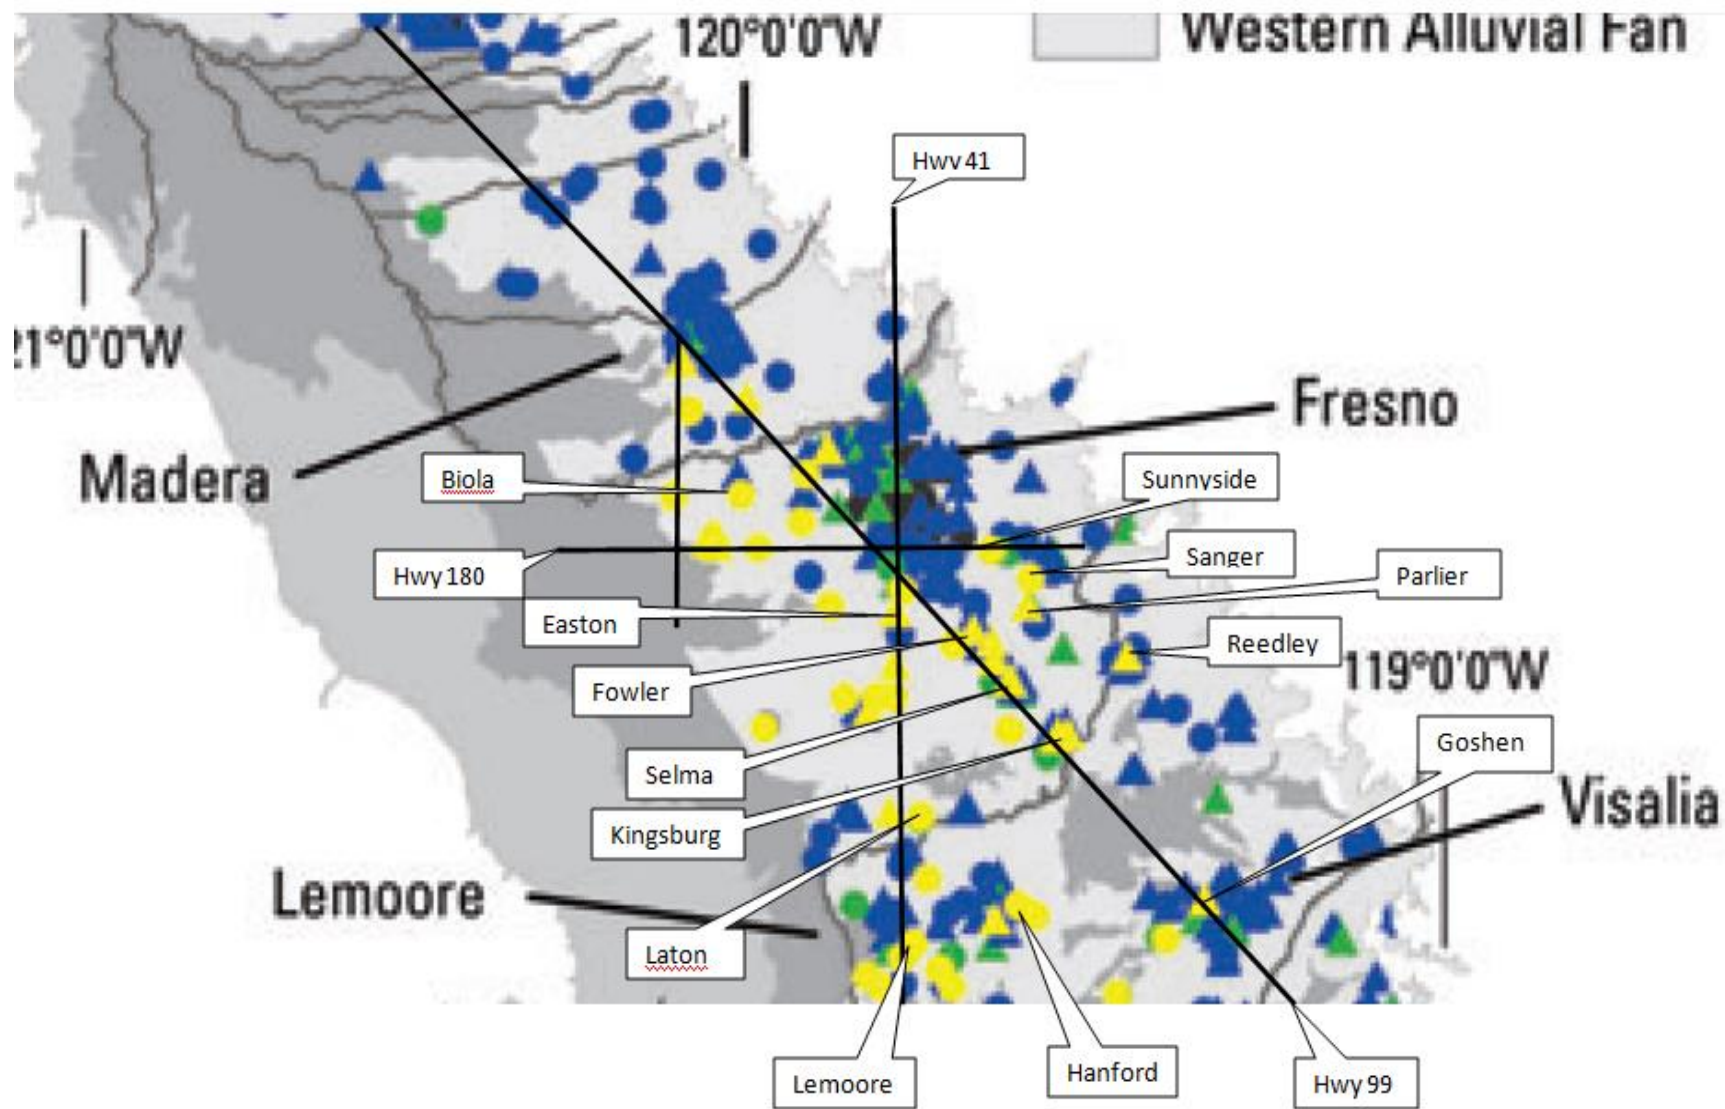 120°0'0"W
Western Alluvial Fan
Hwy 41
21°0'0"W
Fresno
Madera
Biola
Sunnyside
Hwy 180
Sanger
Parlier
Easton
Reedley
119°0'0"W
Fowler
Goshen
Selma
Visalia
Kingsburg
Lemoore
Laton
Lemoore
Hanford
Hwy 99